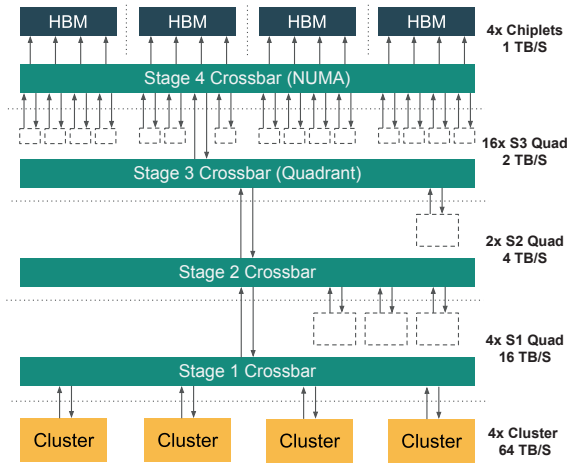 HBM
HBM
HBM
HBM
4x Chiplets
1 TB/S
Stage 4 Crossbar (NUMA)
16x S3 Quad
2 TB/S
Stage 3 Crossbar (Quadrant)
2x S2 Quad
4 TB/S
Stage 2 Crossbar
4x S1 Quad
16 TB/S
Stage 1 Crossbar
Cluster
Cluster
Cluster
Cluster
4x Cluster
64 TB/S